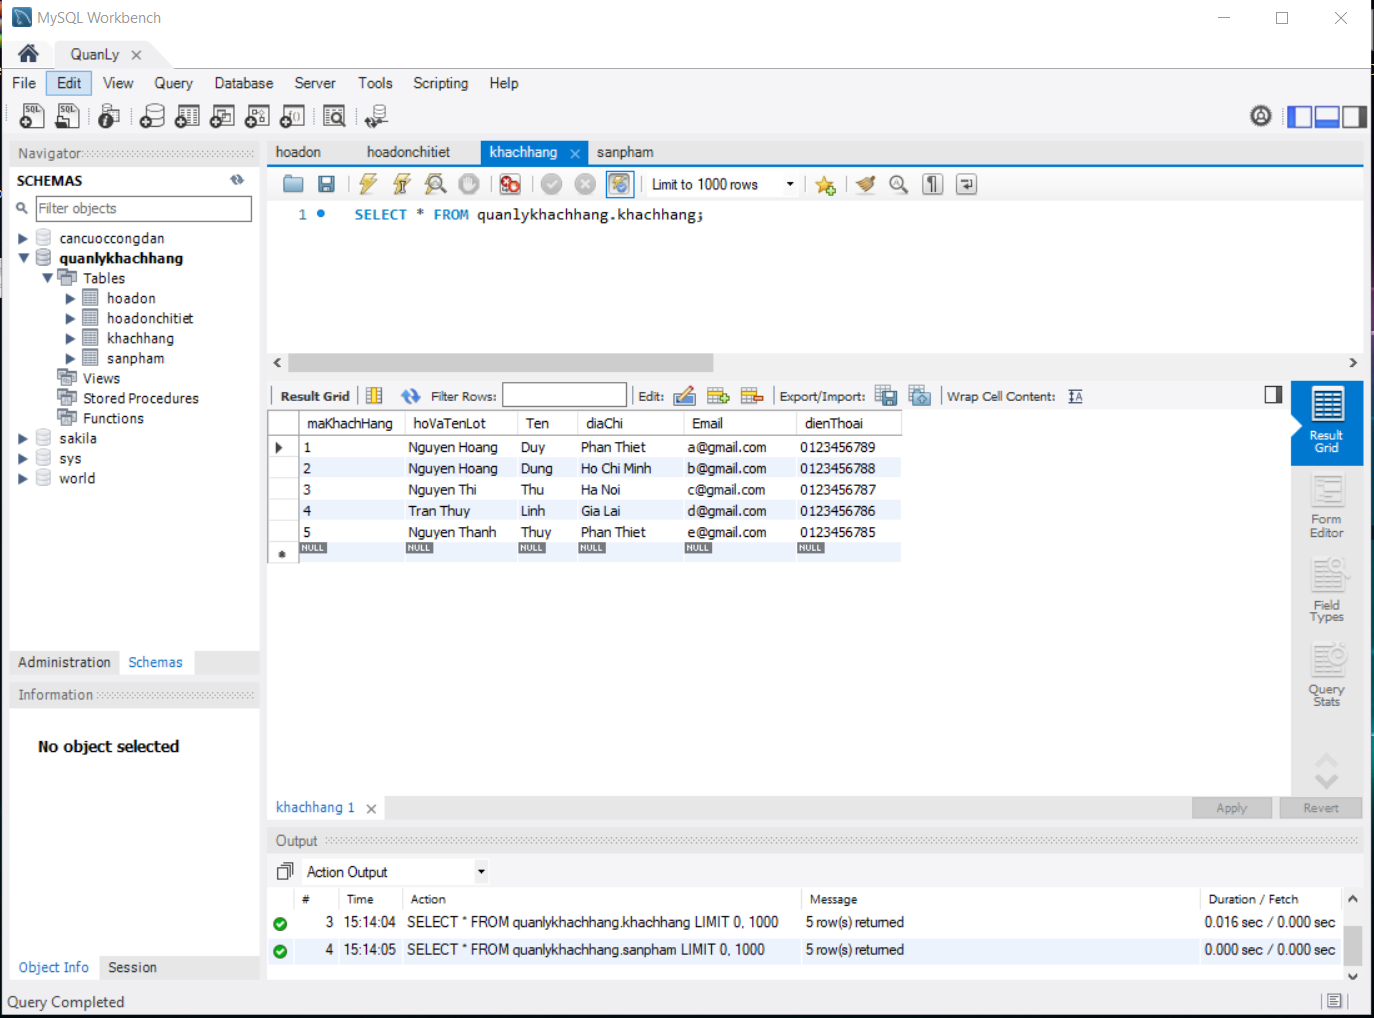 MySQL Workbench
QuanLy
File Edit View Query Database Server Tools Scripting Help
Navigator
SCHEMAS
Filter objects
cancuoccongdan
quanlykhachhang
Tables
hoadon
hoadonchitiet
khachhang
sanpham
Views
Stored Procedures
Functions
sakila
sys
world
Administration Schemas
Information
No object selected
Object Info Session
hoadon hoadonchitiet khachhang sanpham
Limit to 1000 rows
1 SELECT * FROM quanlykhachhang.khachhang;
Result Grid Filter Rows: Edit: Export/Import: Wrap Cell Content:
maKhachHang hoVaTenLot Ten diaChi Email dienThoai
1 Nguyen Hoang Duy Phan Thiet a@gmail.com 0123456789
2 Nguyen Hoang Dung Ho Chi Minh b@gmail.com 0123456788
3 Nguyen Thi Thu Ha Noi c@gmail.com 0123456787
4 Tran Thuy Linh Gia Lai d@gmail.com 0123456786
5 Nguyen Thanh Thuy Phan Thiet e@gmail.com 0123456785
NULL NULL NULL NULL NULL NULL
Result
Grid
Form
Editor
Field
Types
Query
Stats
khachhang 1
Apply Revert
Output
Action Output
# Time Action Message Duration / Fetch
3 15:14:04 SELECT * FROM quanlykhachhang.khachhang LIMIT 0, 1000 5 row(s) returned 0.016 sec / 0.000 sec
4 15:14:05 SELECT * FROM quanlykhachhang.sanpham LIMIT 0, 1000 5 row(s) returned 0.000 sec / 0.000 sec
Query Completed